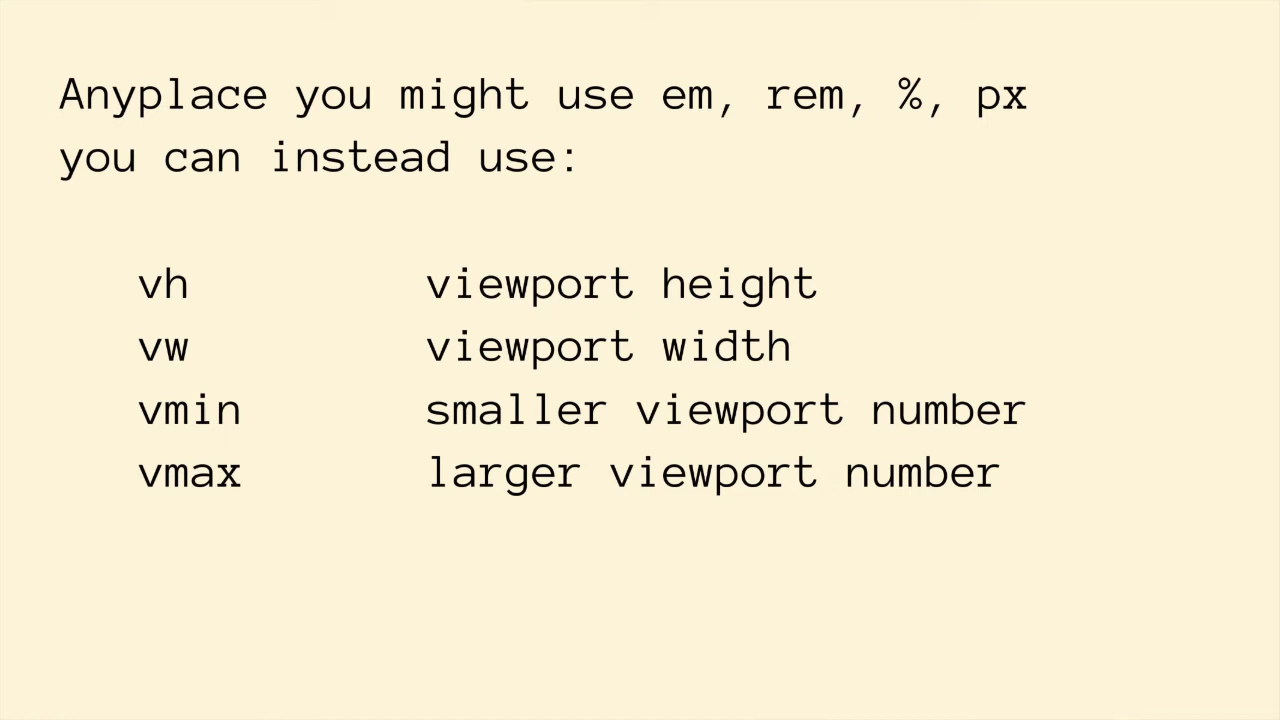 Anyplace you might use em, rem, %, px
you can instead use:
vh viewport height
vw viewport width
vmin smaller viewport number
vmax larger viewport number